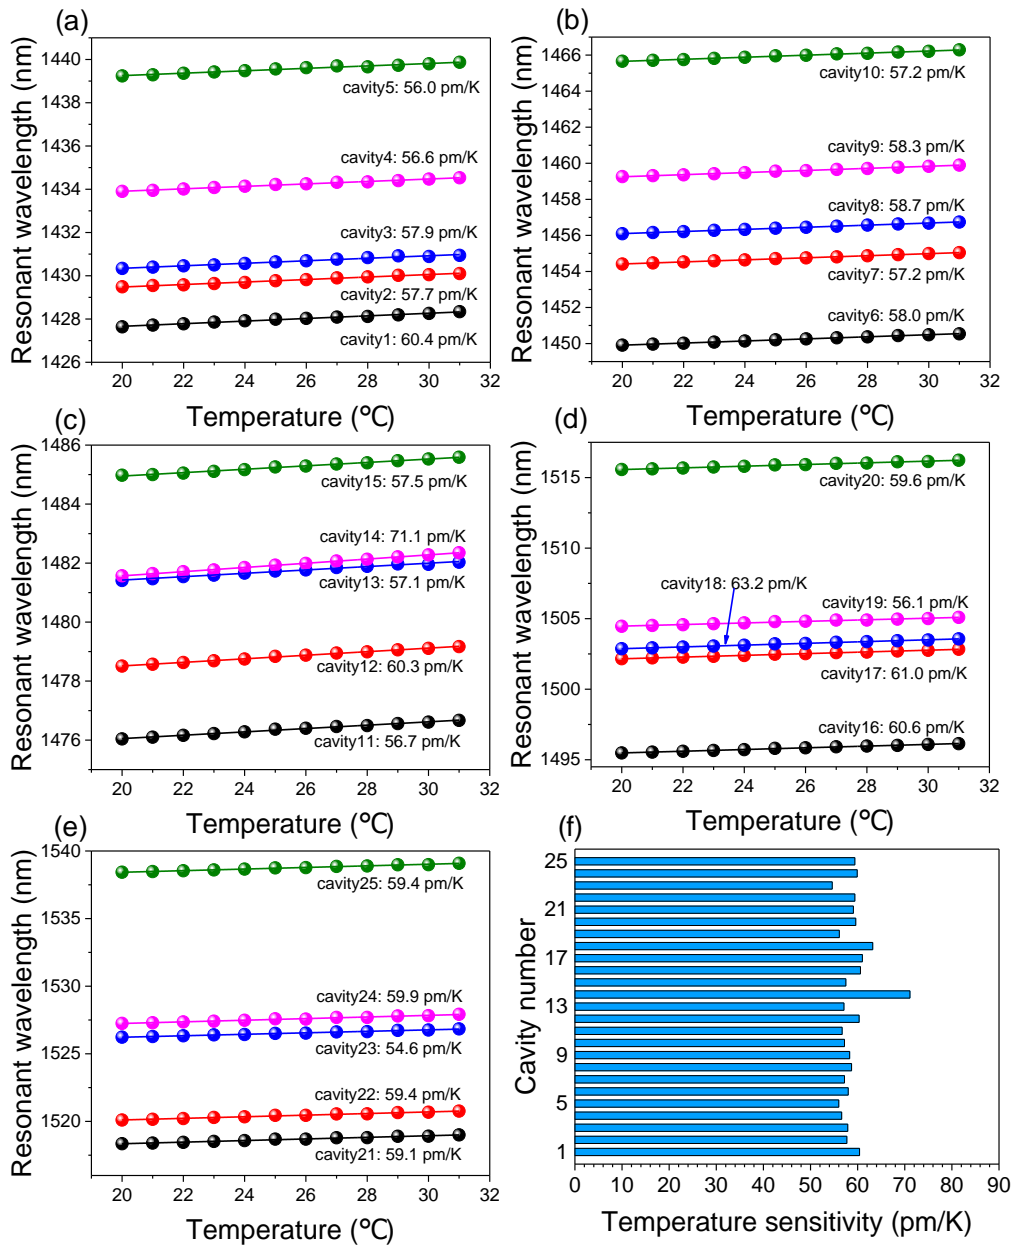 (a)
Resonant wavelength (nm)
1440
1438
1436
1434
1432
1430
1428
1426
cavity5: 56.0 pm/K
cavity4: 56.6 pm/K
cavity3: 57.9 pm/K
cavity2: 57.7 pm/K
cavity1: 60.4 pm/K
20 22 24 26 28 30 32
Temperature (℃)
(b)
Resonant wavelength (nm)
1466
1464
1462
1460
1458
1456
1454
1452
1450
cavity10: 57.2 pm/K
cavity9: 58.3 pm/K
cavity8: 58.7 pm/K
cavity7: 57.2 pm/K
cavity6: 58.0 pm/K
20 22 24 26 28 30 32
Temperature (℃)
(c)
Resonant wavelength (nm)
1486
1484
1482
1480
1478
1476
cavity15: 57.5 pm/K
cavity14: 71.1 pm/K
cavity13: 57.1 pm/K
cavity12: 60.3 pm/K
cavity11: 56.7 pm/K
20 22 24 26 28 30 32
Temperature (℃)
(d)
Resonant wavelength (nm)
1515
1510
1505
1500
1495
cavity20: 59.6 pm/K
cavity18: 63.2 pm/K
cavity19: 56.1 pm/K
cavity17: 61.0 pm/K
cavity16: 60.6 pm/K
20 22 24 26 28 30 32
Temperature (℃)
(e)
Resonant wavelength (nm)
1540
1535
1530
1525
1520
cavity25: 59.4 pm/K
cavity24: 59.9 pm/K
cavity23: 54.6 pm/K
cavity22: 59.4 pm/K
cavity21: 59.1 pm/K
20 22 24 26 28 30 32
Temperature (℃)
(f)
Cavity number
25
21
17
13
9
5
1
0 10 20 30 40 50 60 70 80 90
Temperature sensitivity (pm/K)